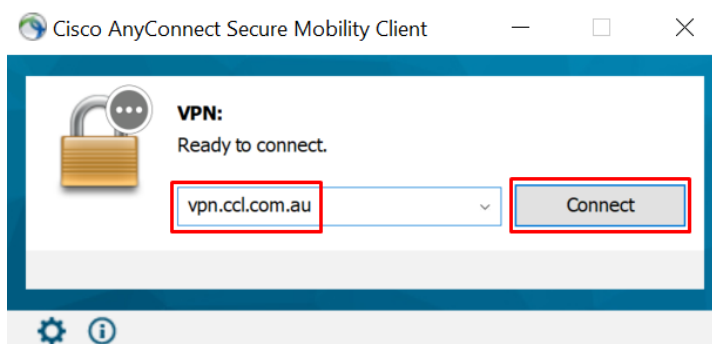 Cisco AnyConnect Secure Mobility Client
VPN:
Ready to connect.
vpn.ccl.com.au
Connect